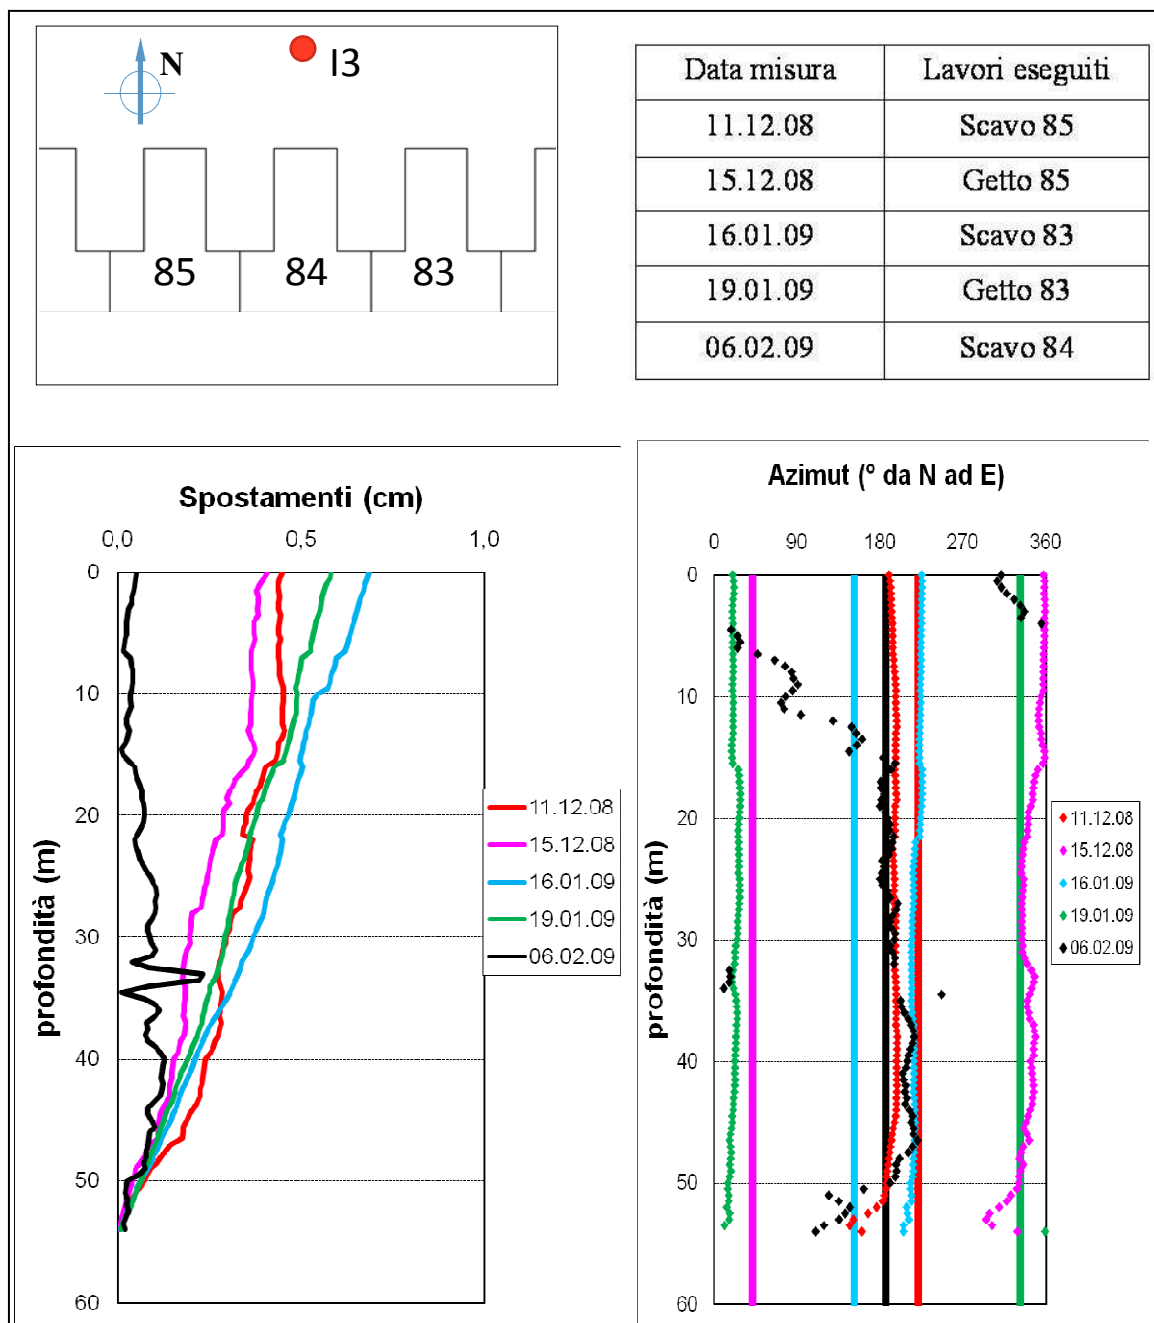 N
I3
85
84
83
Data misura Lavori eseguiti
11.12.08 Scavo 85
15.12.08 Getto 85
16.01.09 Scavo 83
19.01.09 Getto 83
06.02.09 Scavo 84
Spostamenti (cm)
0,0 0,5 1,0
0
10
20
30
40
50
60
profondità (m)
11.12.08
15.12.08
16.01.09
19.01.09
06.02.09
Azimut (° da N ad E)
0 90 180 270 360
0
10
20
30
40
50
60
profondità (m)
11.12.08
15.12.08
16.01.09
19.01.09
06.02.09